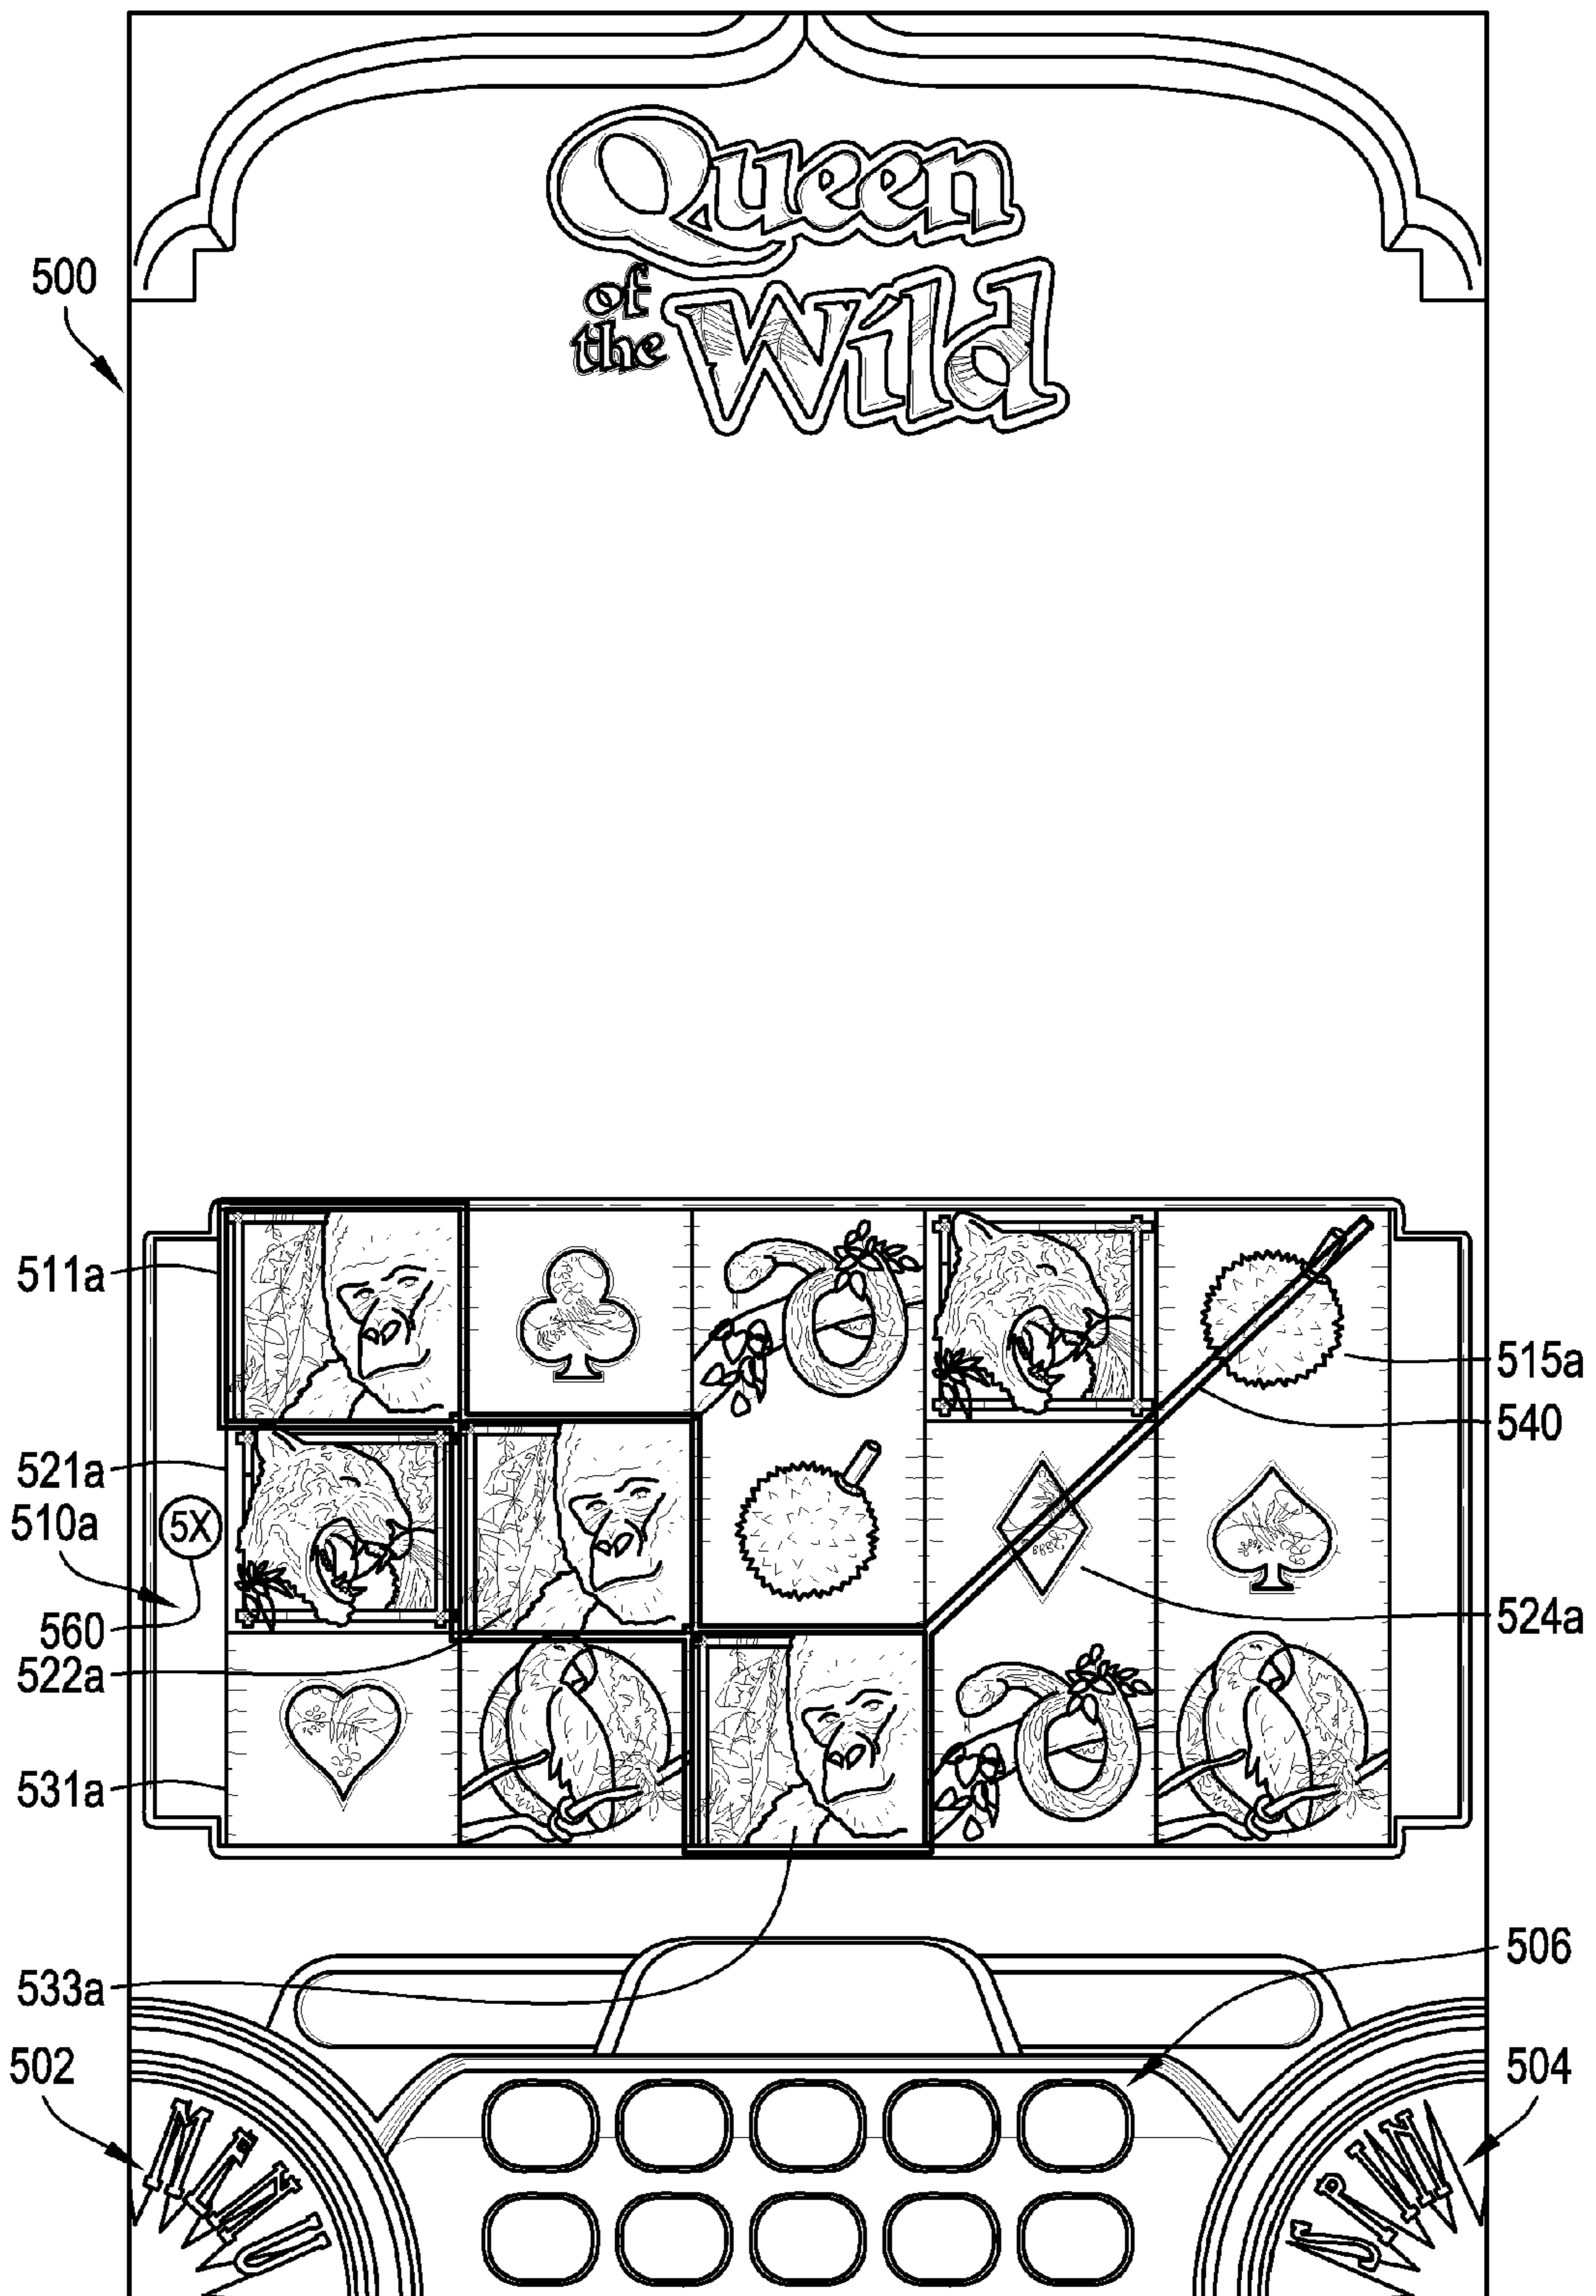 Queen
of
the
Wild
500
511a
515a
540
521a
510a
5X
560
524a
522a
531a
533a
506
502
504
MENU
SPIN